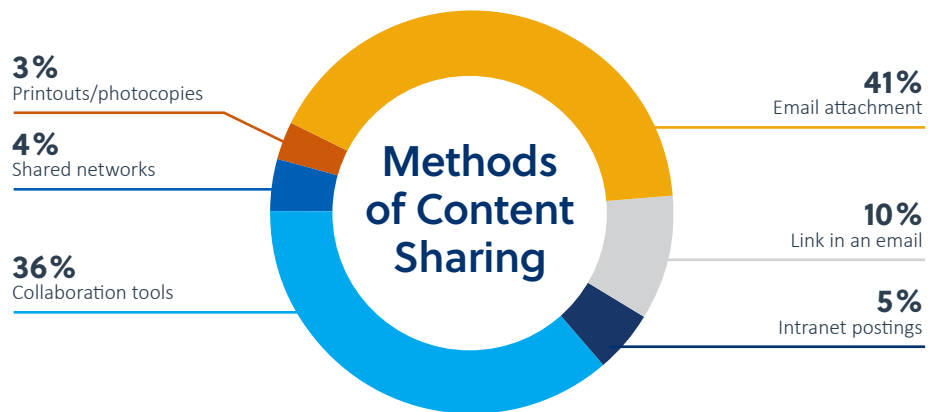 Methods
of Content
Sharing
3%
Printouts/photocopies
4%
Shared networks
36%
Collaboration tools
41%
Email attachment
10%
Link in an email
5%
Intranet postings